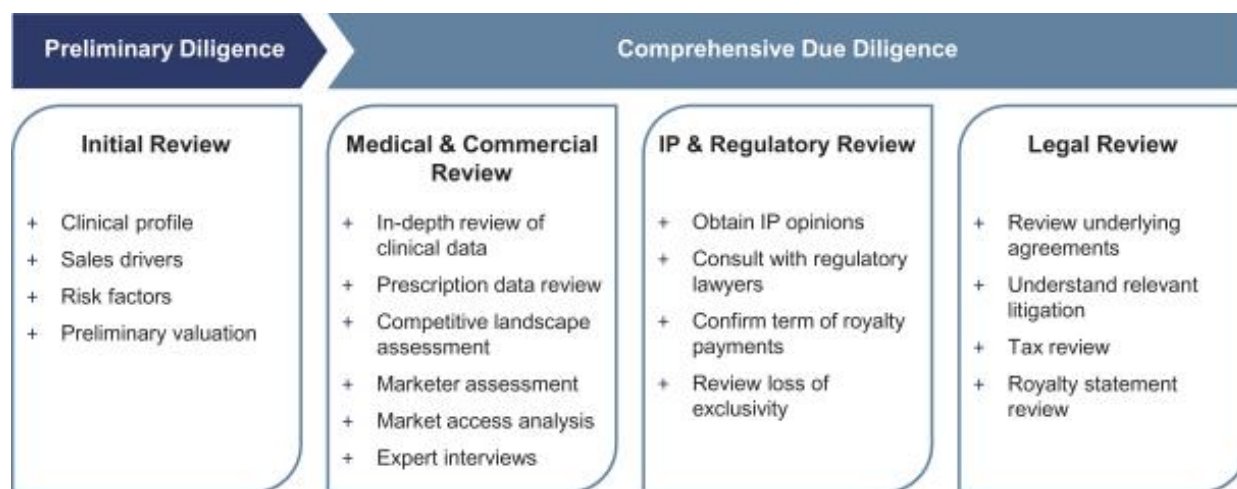 Preliminary Diligence
Comprehensive Due Diligence
Initial Review
+ Clinical profile
+ Sales drivers
+ Risk factors
+ Preliminary valuation
Medical & Commercial
Review
+ In-depth review of
clinical data
+ Prescription data review
+ Competitive landscape
assessment
+ Marketer assessment
+ Market access analysis
+ Expert interviews
IP & Regulatory Review
+ Obtain IP opinions
+ Consult with regulatory
lawyers
+ Confirm term of royalty
payments
+ Review loss of
exclusivity
Legal Review
+ Review underlying
agreements
+ Understand relevant
litigation
+ Tax review
+ Royalty statement
review